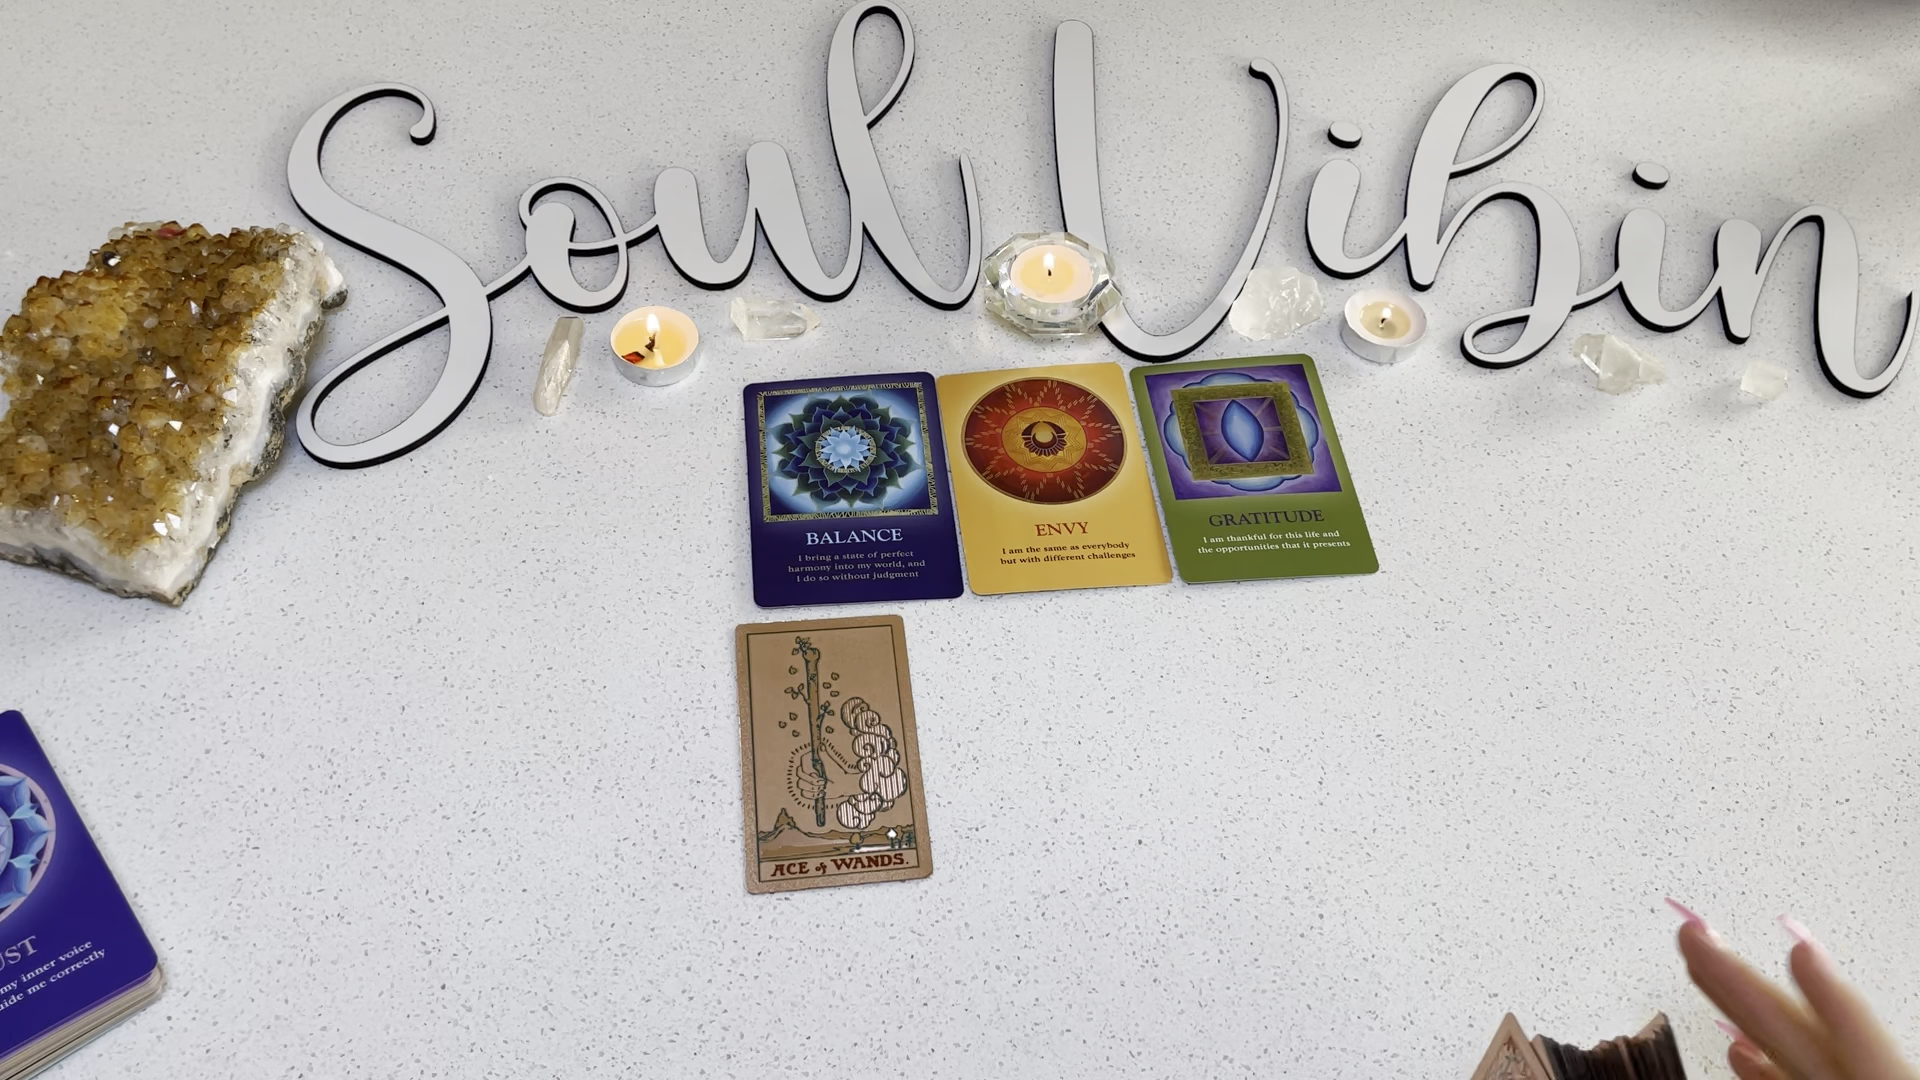 Soul Vibin
BALANCE
I bring a state of perfect
harmony into my world, and
I do so without judgment
ENVY
I am the same as everybody
but with different challenges
GRATITUDE
I am thankful for this life and
the opportunities that it presents
ACE of WANDS.
UST
my inner voice
me correctly